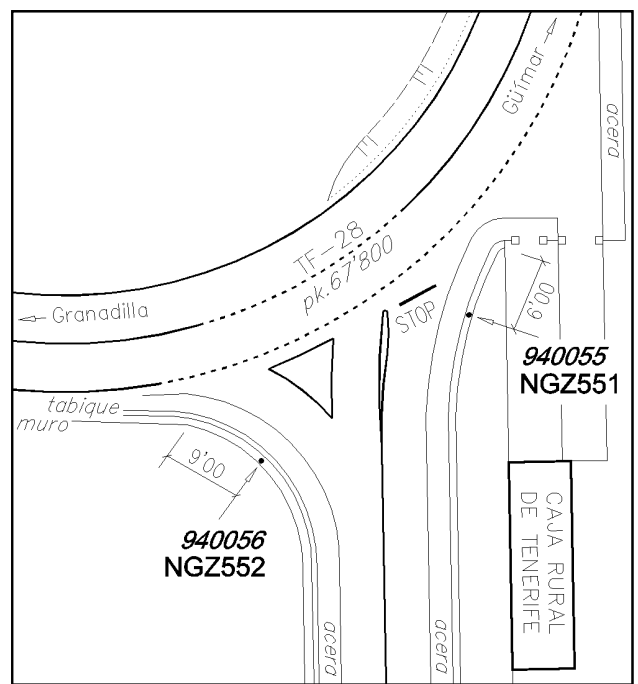 Güímar
acera
T.T
T.T
TF-28
pk.67'800
← Granadilla
STOP
9'00
940055
NGZ551
tabique
muro
9'00
940056
NGZ552
CAJA RURAL
DE TENERIFE
acera
acera